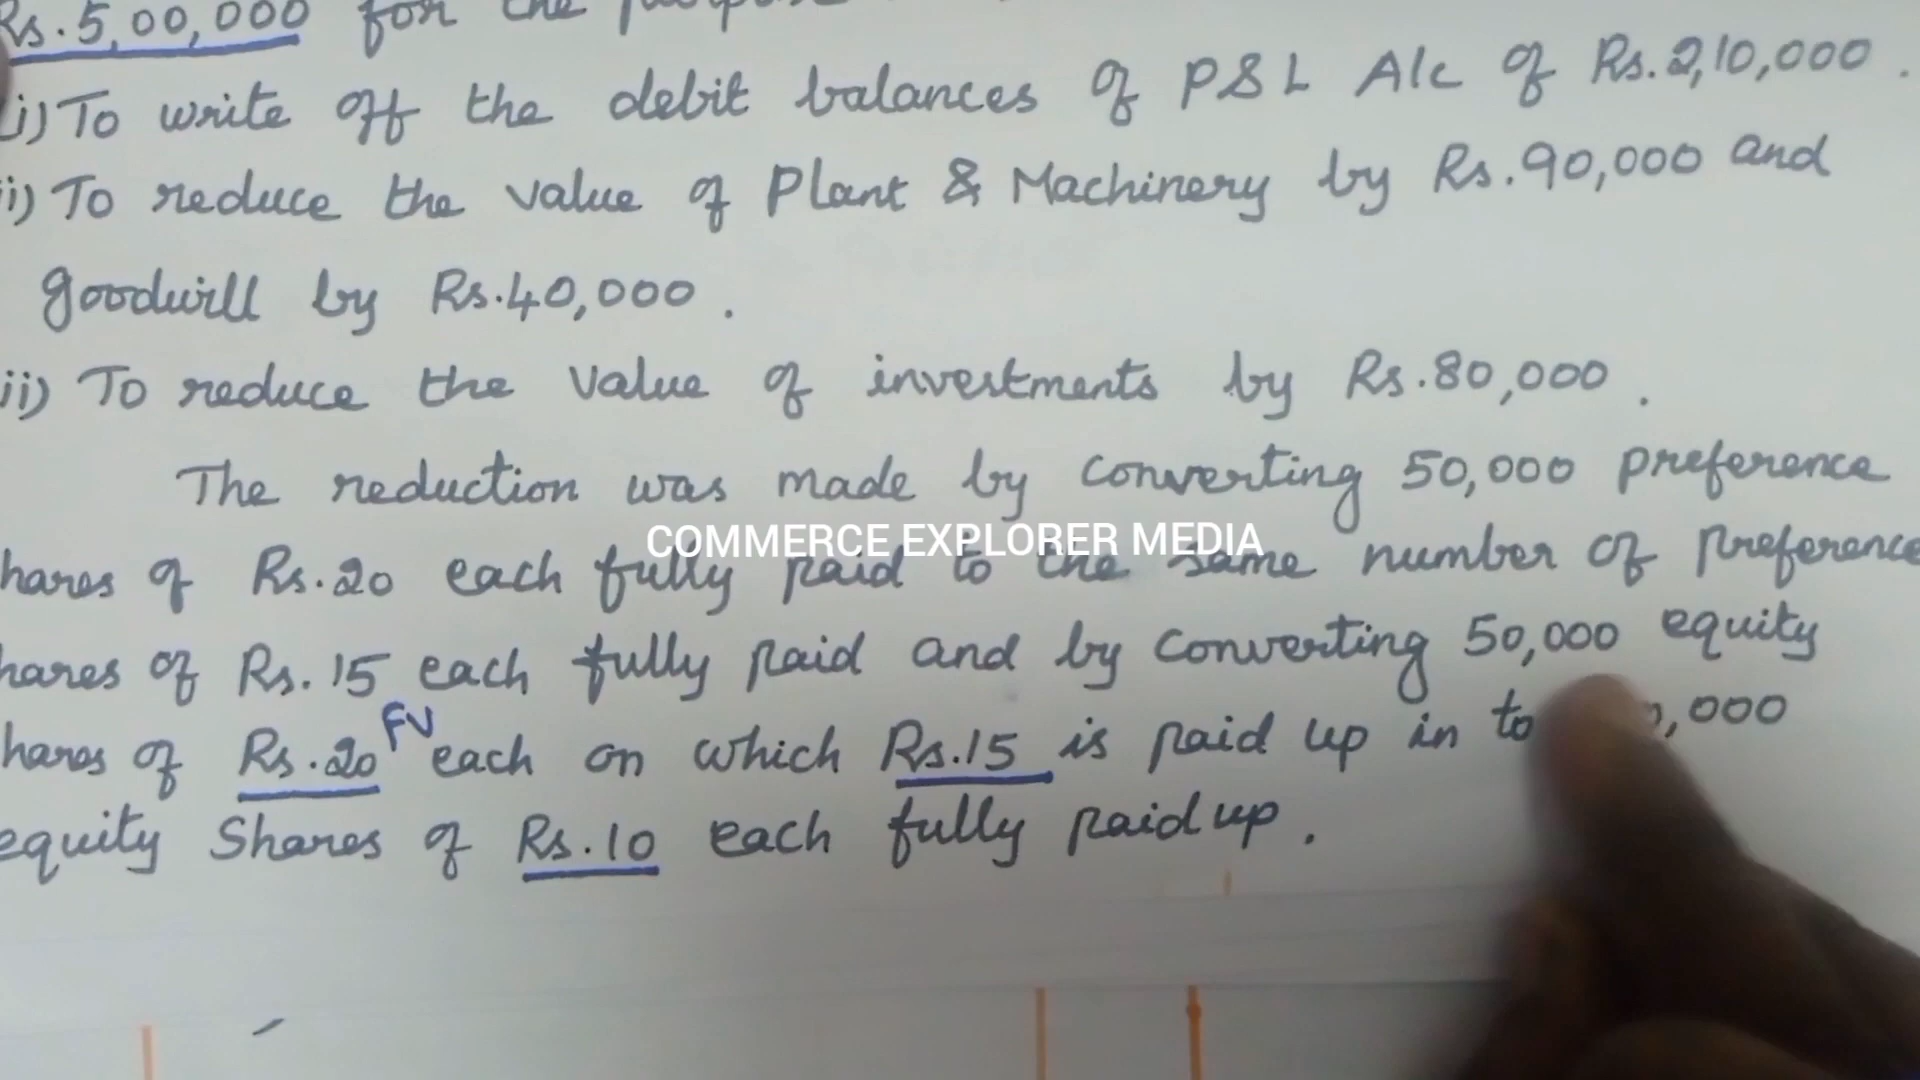 Rs. 5,00,000 for the
i) To write off the debit balances of P&L A/c of Rs. 2,10,000.
ii) To reduce the value of Plant & Machinery by Rs. 90,000 and
goodwill by Rs. 40,000.
ii) To reduce the value of investments by Rs. 80,000.
The reduction was made by converting 50,000 preference
COMMERCE EXPLORER MEDIA
hares of Rs. 20 each fully paid to the same number of preference
hares of Rs. 15 each fully paid and by converting 50,000 equity
hares of Rs. 20 FV each on which Rs. 15 is paid up in to ,000
equity Shares of Rs. 10 each fully paid up.